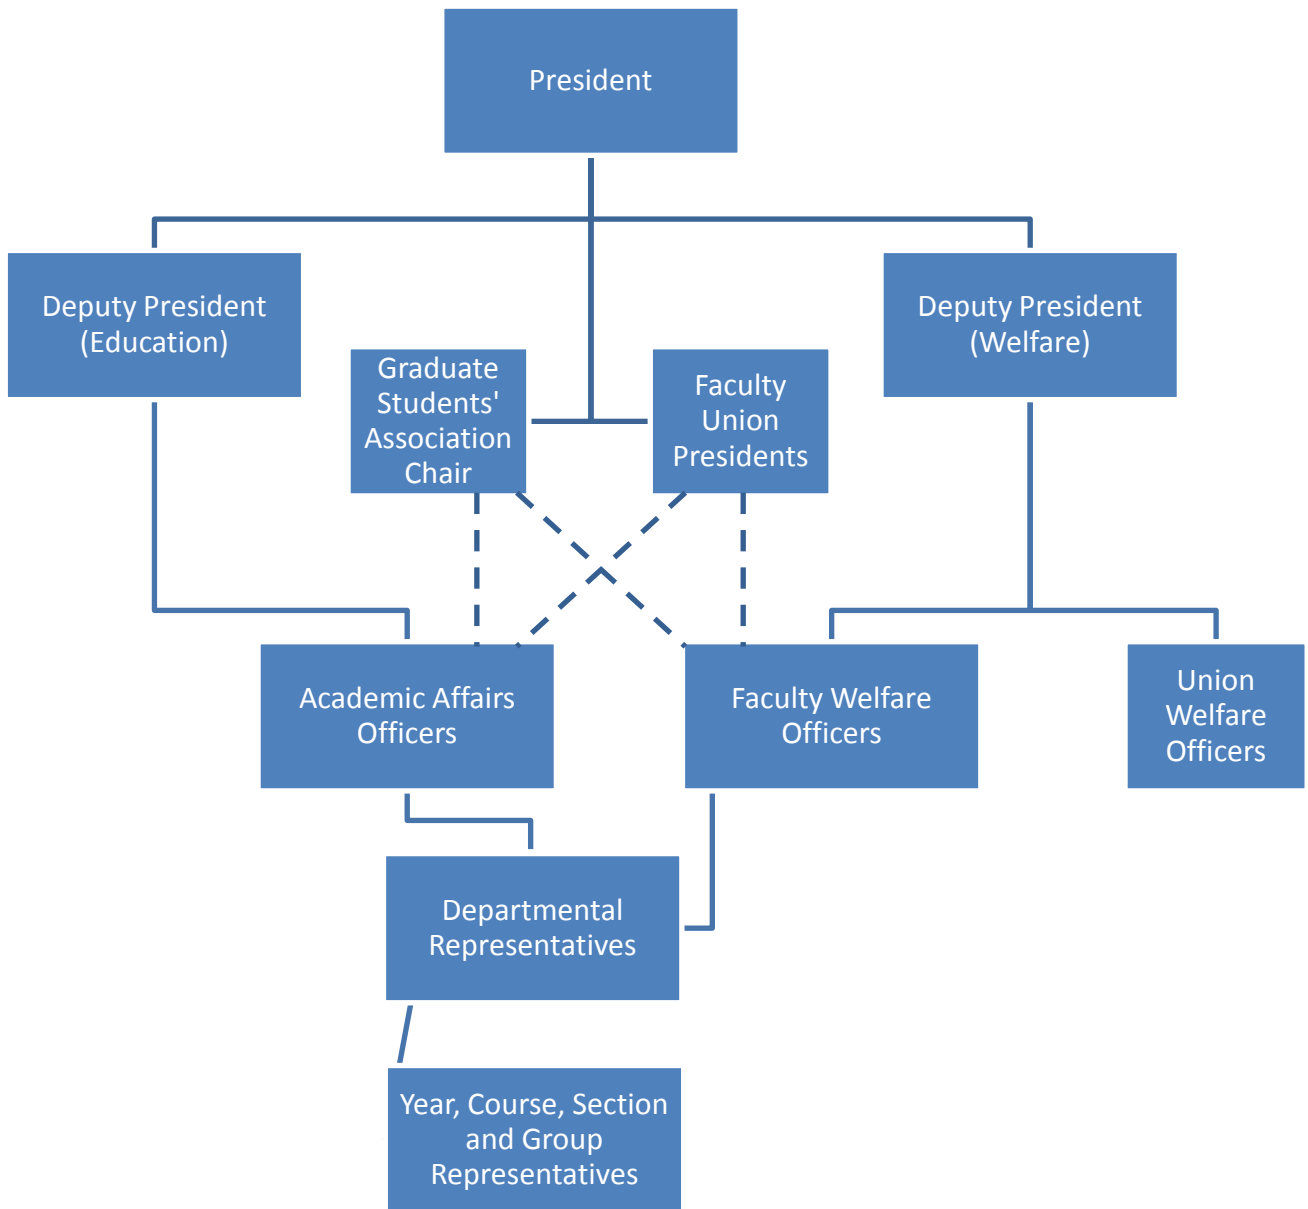 President
Deputy President
(Education)
Deputy President
(Welfare)
Graduate
Students'
Association
Chair
Faculty
Union
Presidents
Academic Affairs
Officers
Faculty Welfare
Officers
Union
Welfare
Officers
Departmental
Representatives
Year, Course, Section
and Group
Representatives